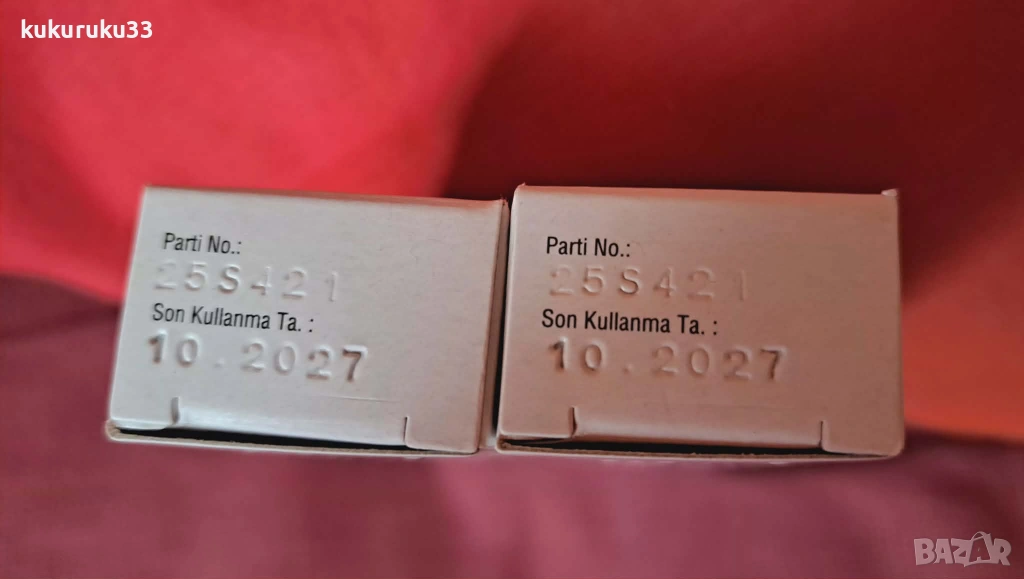 kukuruku33
Parti No.:
25S421
Son Kullanma Ta. :
10.2027
Parti No.:
25S421
Son Kullanma Ta. :
10.2027
BAZAR